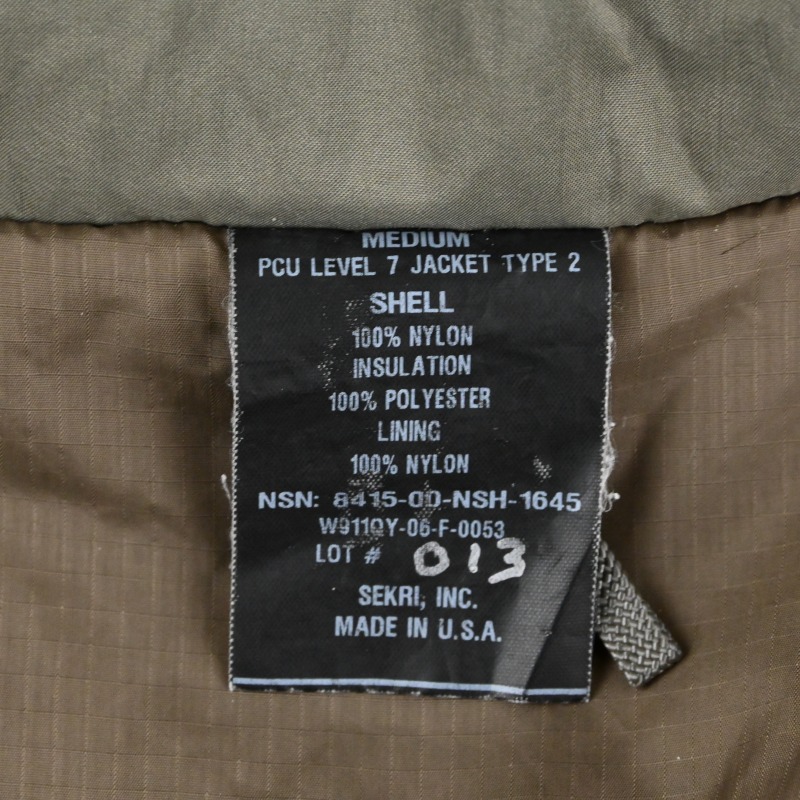 MEDIUM
PCU LEVEL 7 JACKET TYPE 2
SHELL
100% NYLON
INSULATION
100% POLYESTER
LINING
100% NYLON
NSN: 8415-00-NSH-1645
W911QY-06-F-0053
LOT # 013
SEKRI, INC.
MADE IN U.S.A.